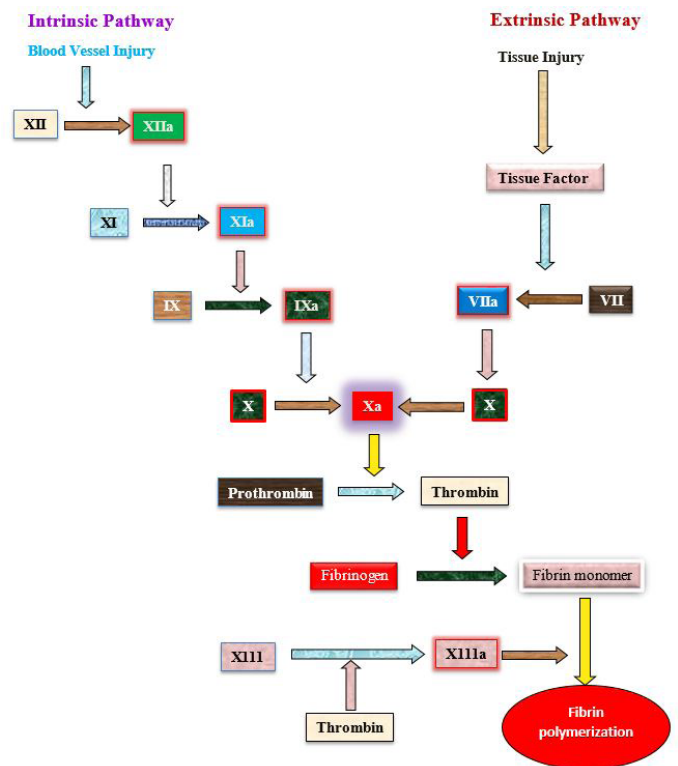 Intrinsic Pathway
Extrinsic Pathway
Blood Vessel Injury
Tissue Injury
XII
XIIa
Tissue Factor
XI
XIa
IX
IXa
VIIa
VII
X
Xa
X
Prothrombin
Thrombin
Fibrinogen
Fibrin monomer
X111
X111a
Thrombin
Fibrin
polymerization